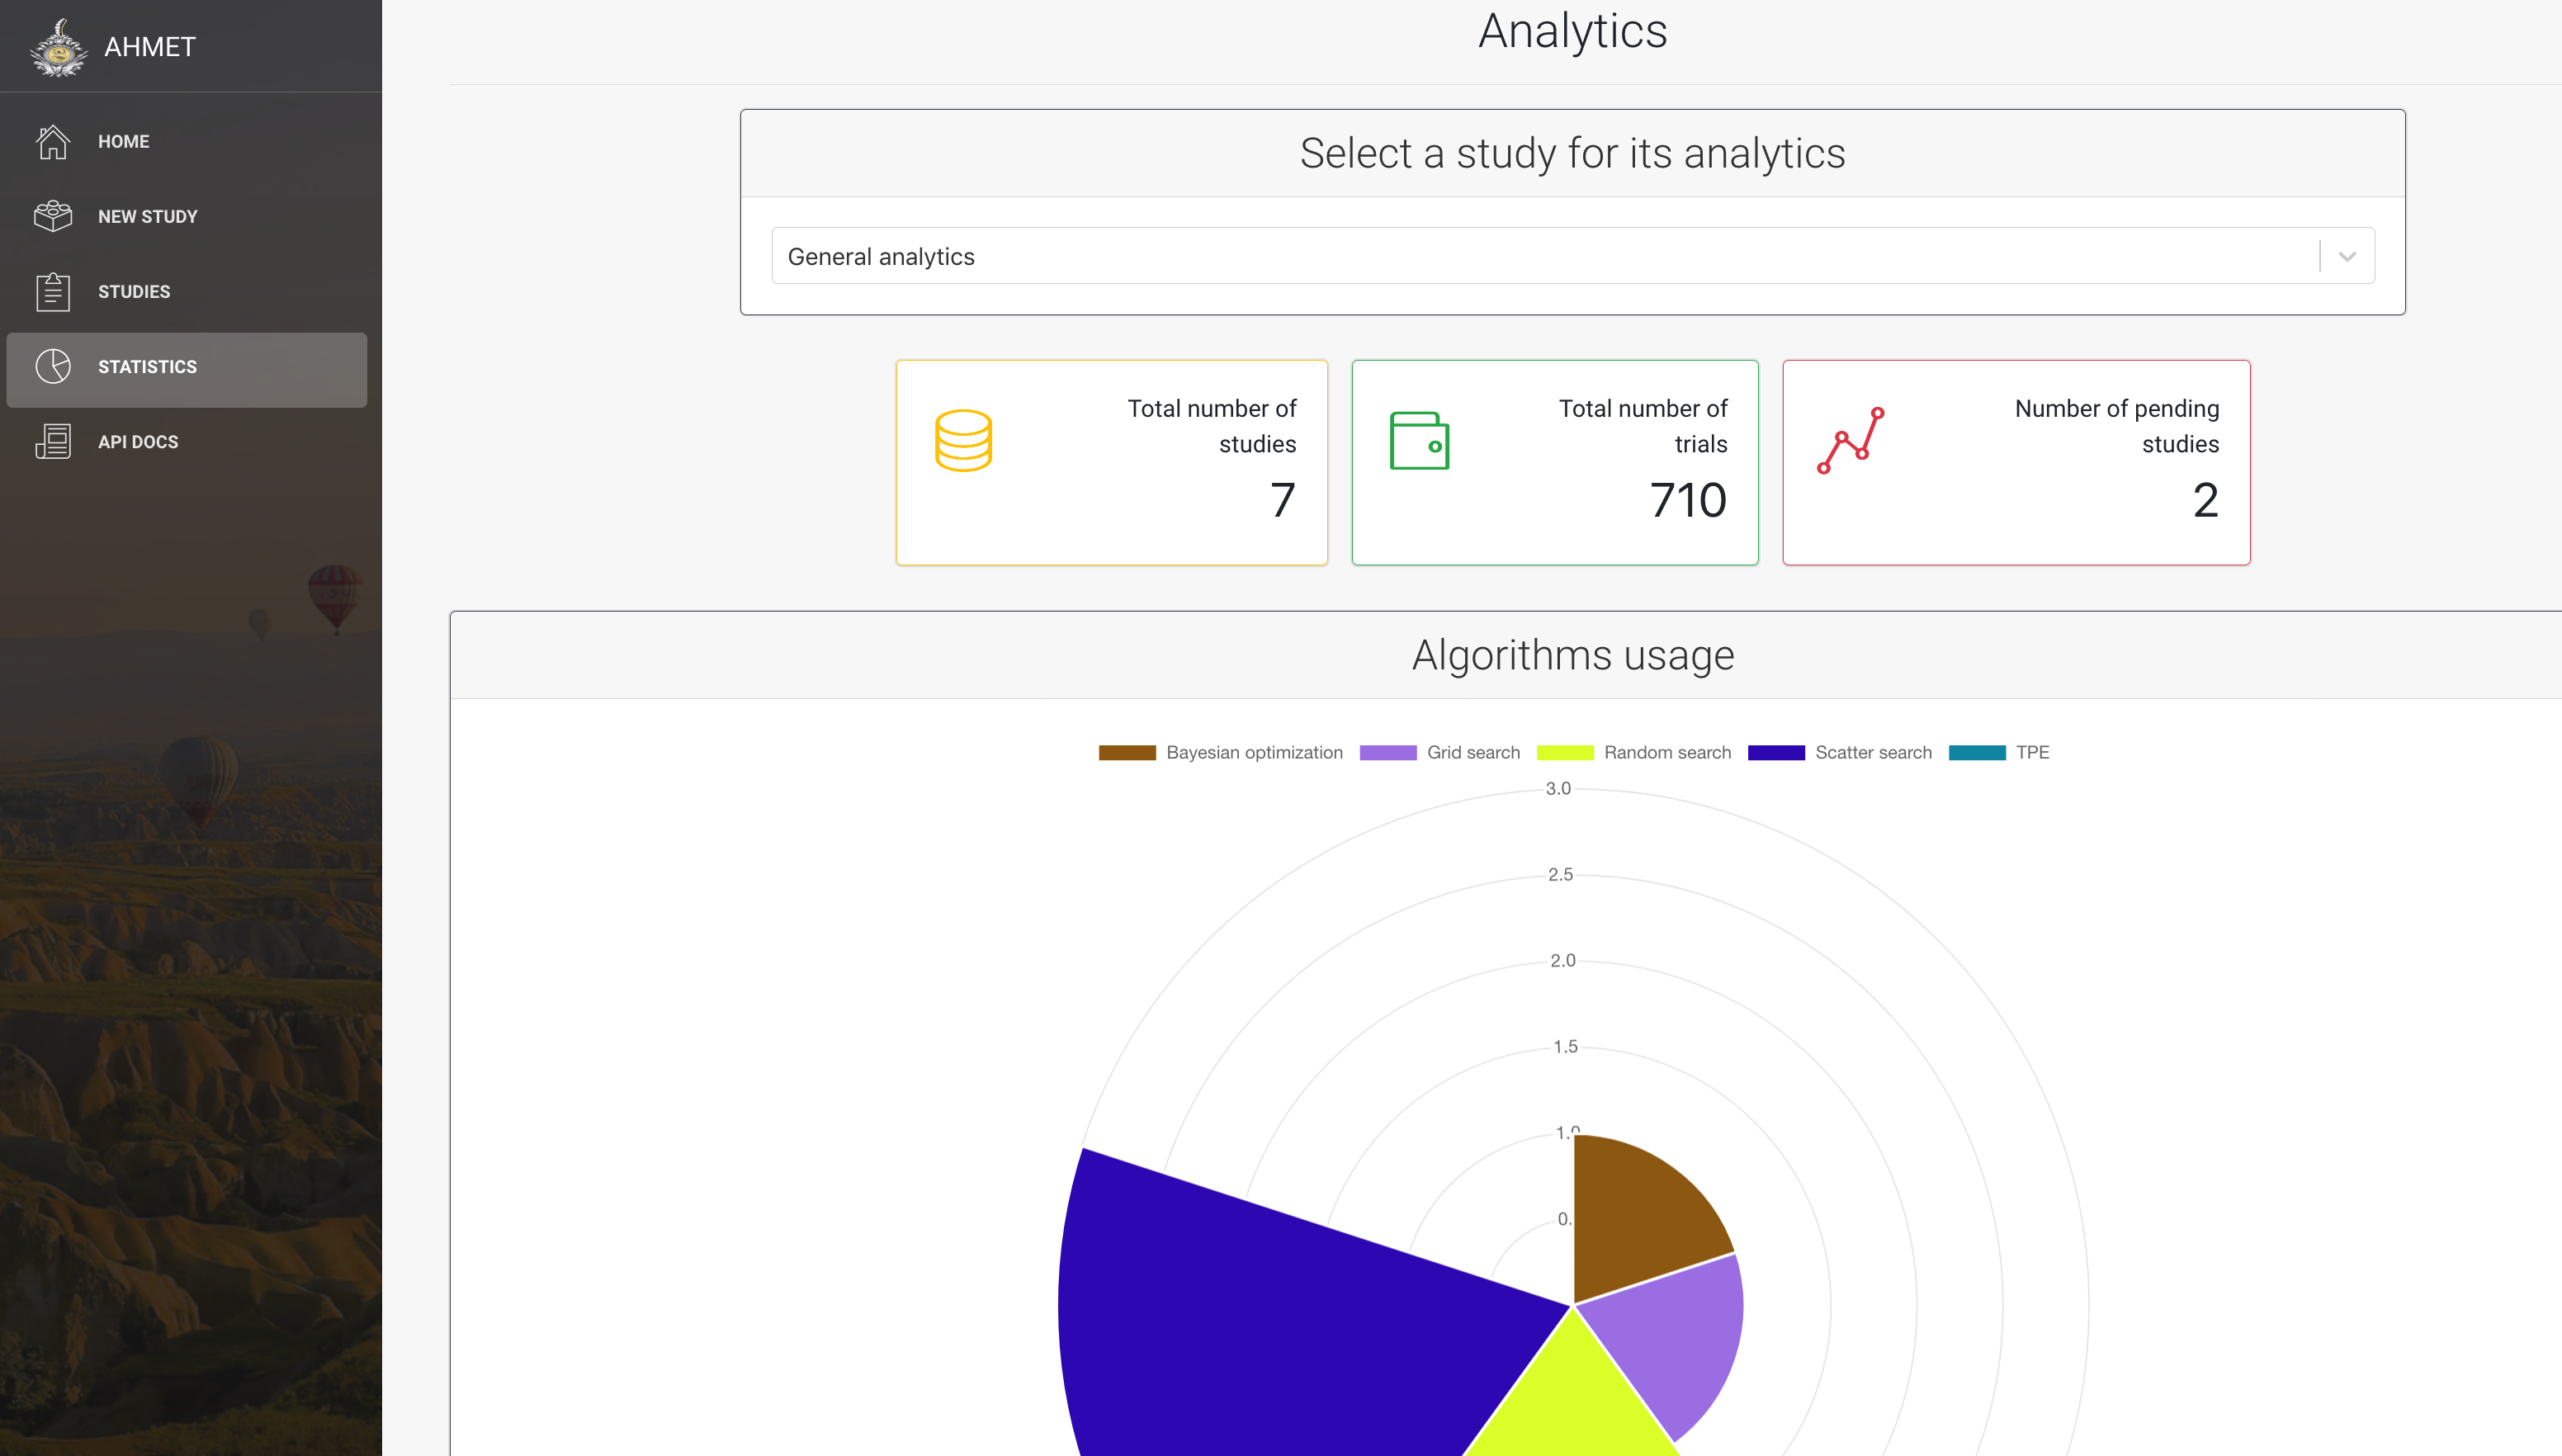 AHMET
HOME
NEW STUDY
STUDIES
STATISTICS
API DOCS
Analytics
Select a study for its analytics
General analytics
Total number of
studies
7
Total number of
trials
710
Number of pending
studies
2
Algorithms usage
Bayesian optimization Grid search Random search Scatter search TPE
3.0
2.5
2.0
1.5
1.0
0.